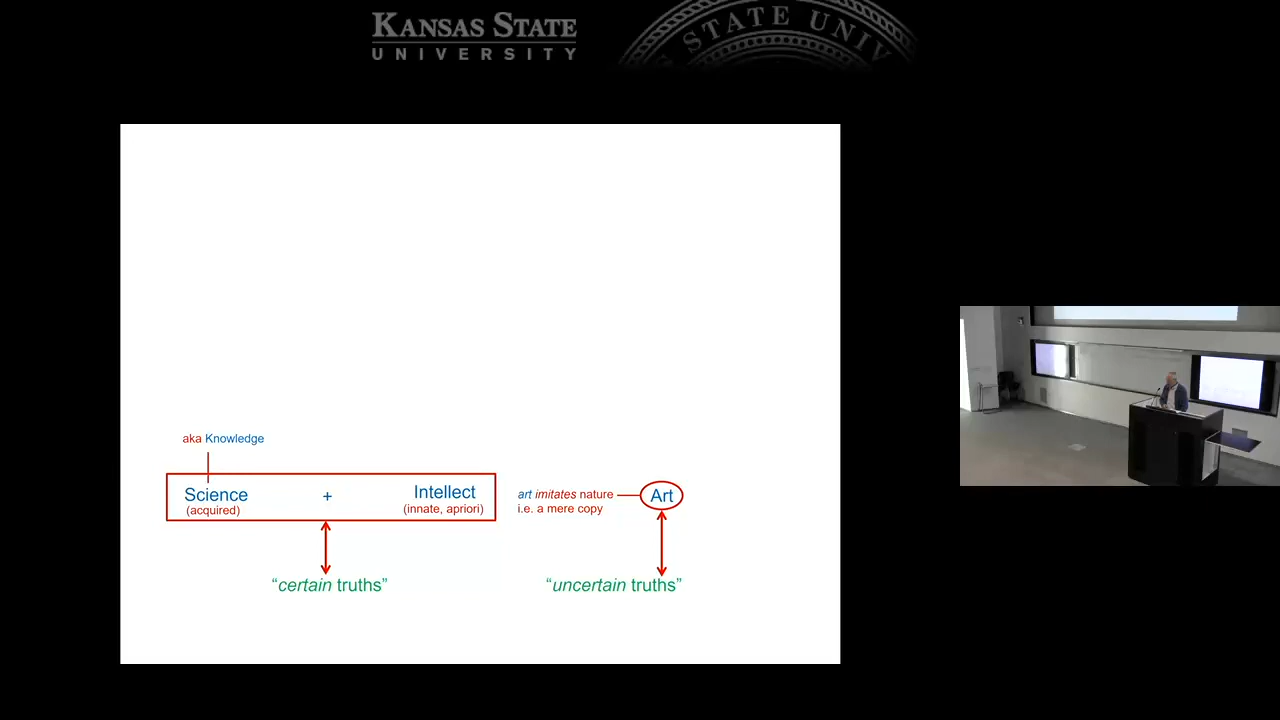 KANSAS STATE
UNIVERSITY
STATE UNIV
aka Knowledge
Science + Intellect
(acquired) (innate, apriori)
art imitates nature
i.e. a mere copy
Art
“certain truths” “uncertain truths”